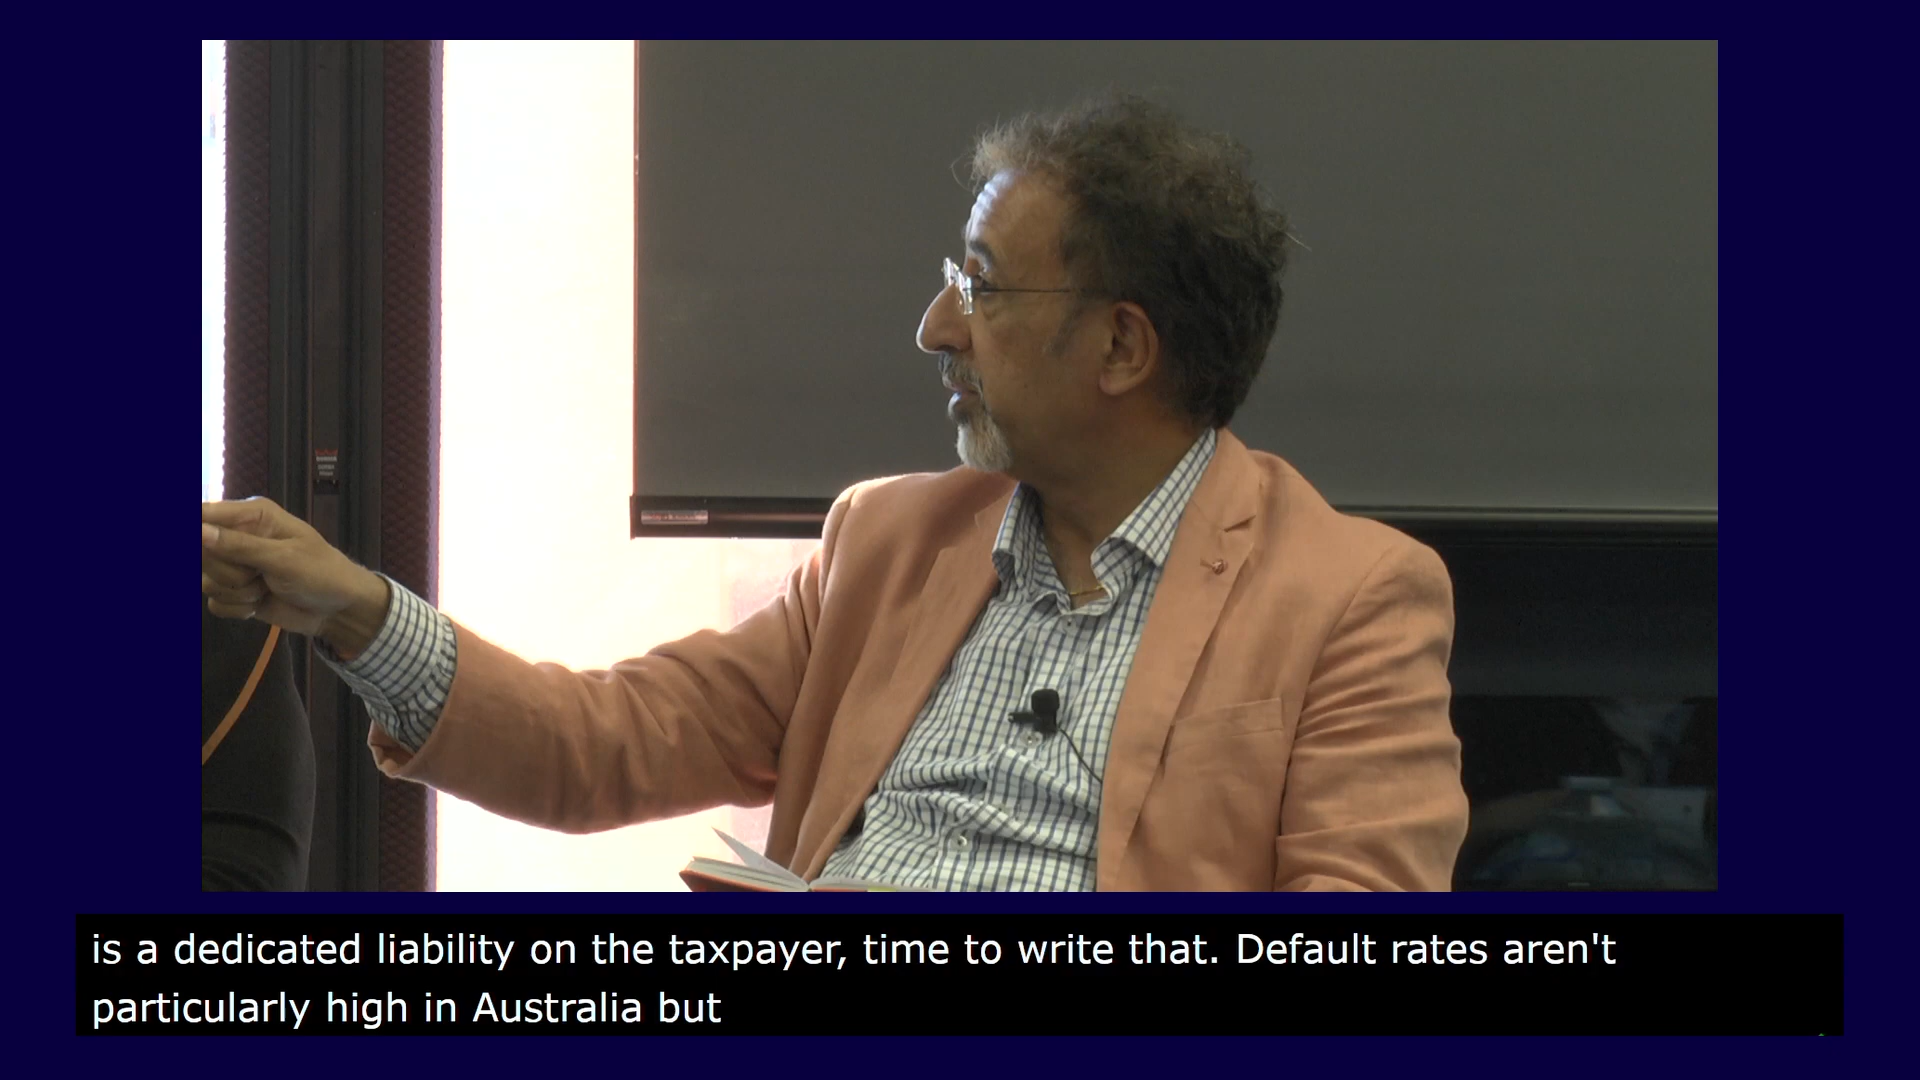 is a dedicated liability on the taxpayer, time to write that. Default rates aren't
particularly high in Australia but